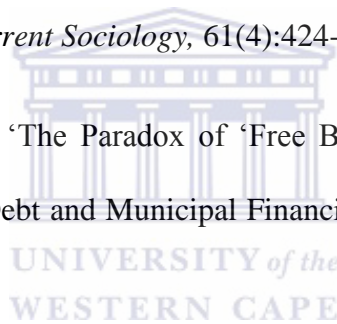 rrent Sociology, 61(4):424-
‘The Paradox of ‘Free B
ebt and Municipal Financi
UNIVERSITY of the
WESTERN CAPE